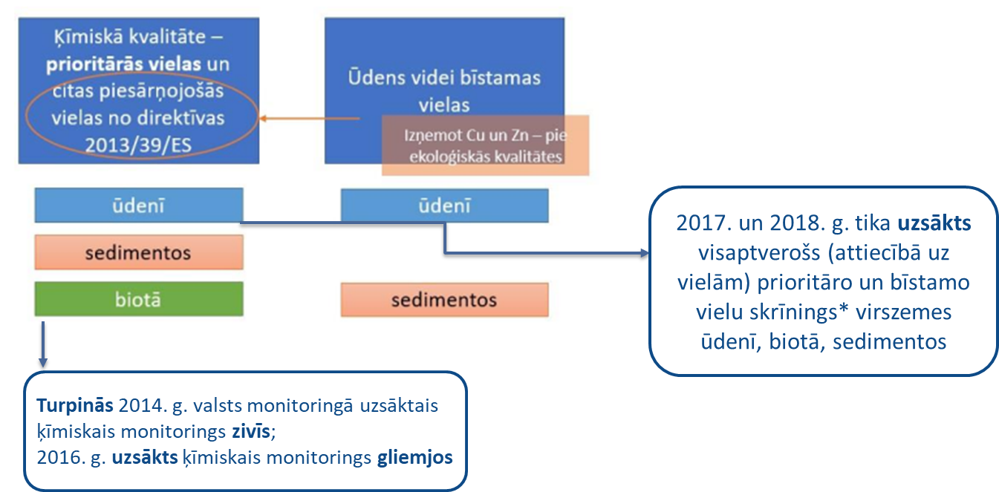 Ķīmiskā kvalitāte –
prioritārās vielas un
citas piesārņojošās
vielas no direktīvas
2013/39/ES
Ūdens videi bīstamas
vielas
Izņemot Cu un Zn – pie
ekoloģiskās kvalitātes
ūdenī
sedimentos
biotā
ūdenī
sedimentos
2017. un 2018. g. tika uzsākts
visaptverošs (attiecībā uz
vielām) prioritāro un bīstamo
vielu skrīnings* virszemes
ūdenī, biotā, sedimentos
Turpinās 2014. g. valsts monitoringā uzsāktais
ķīmiskais monitorings zivīs;
2016. g. uzsākts ķīmiskais monitorings gliemjos